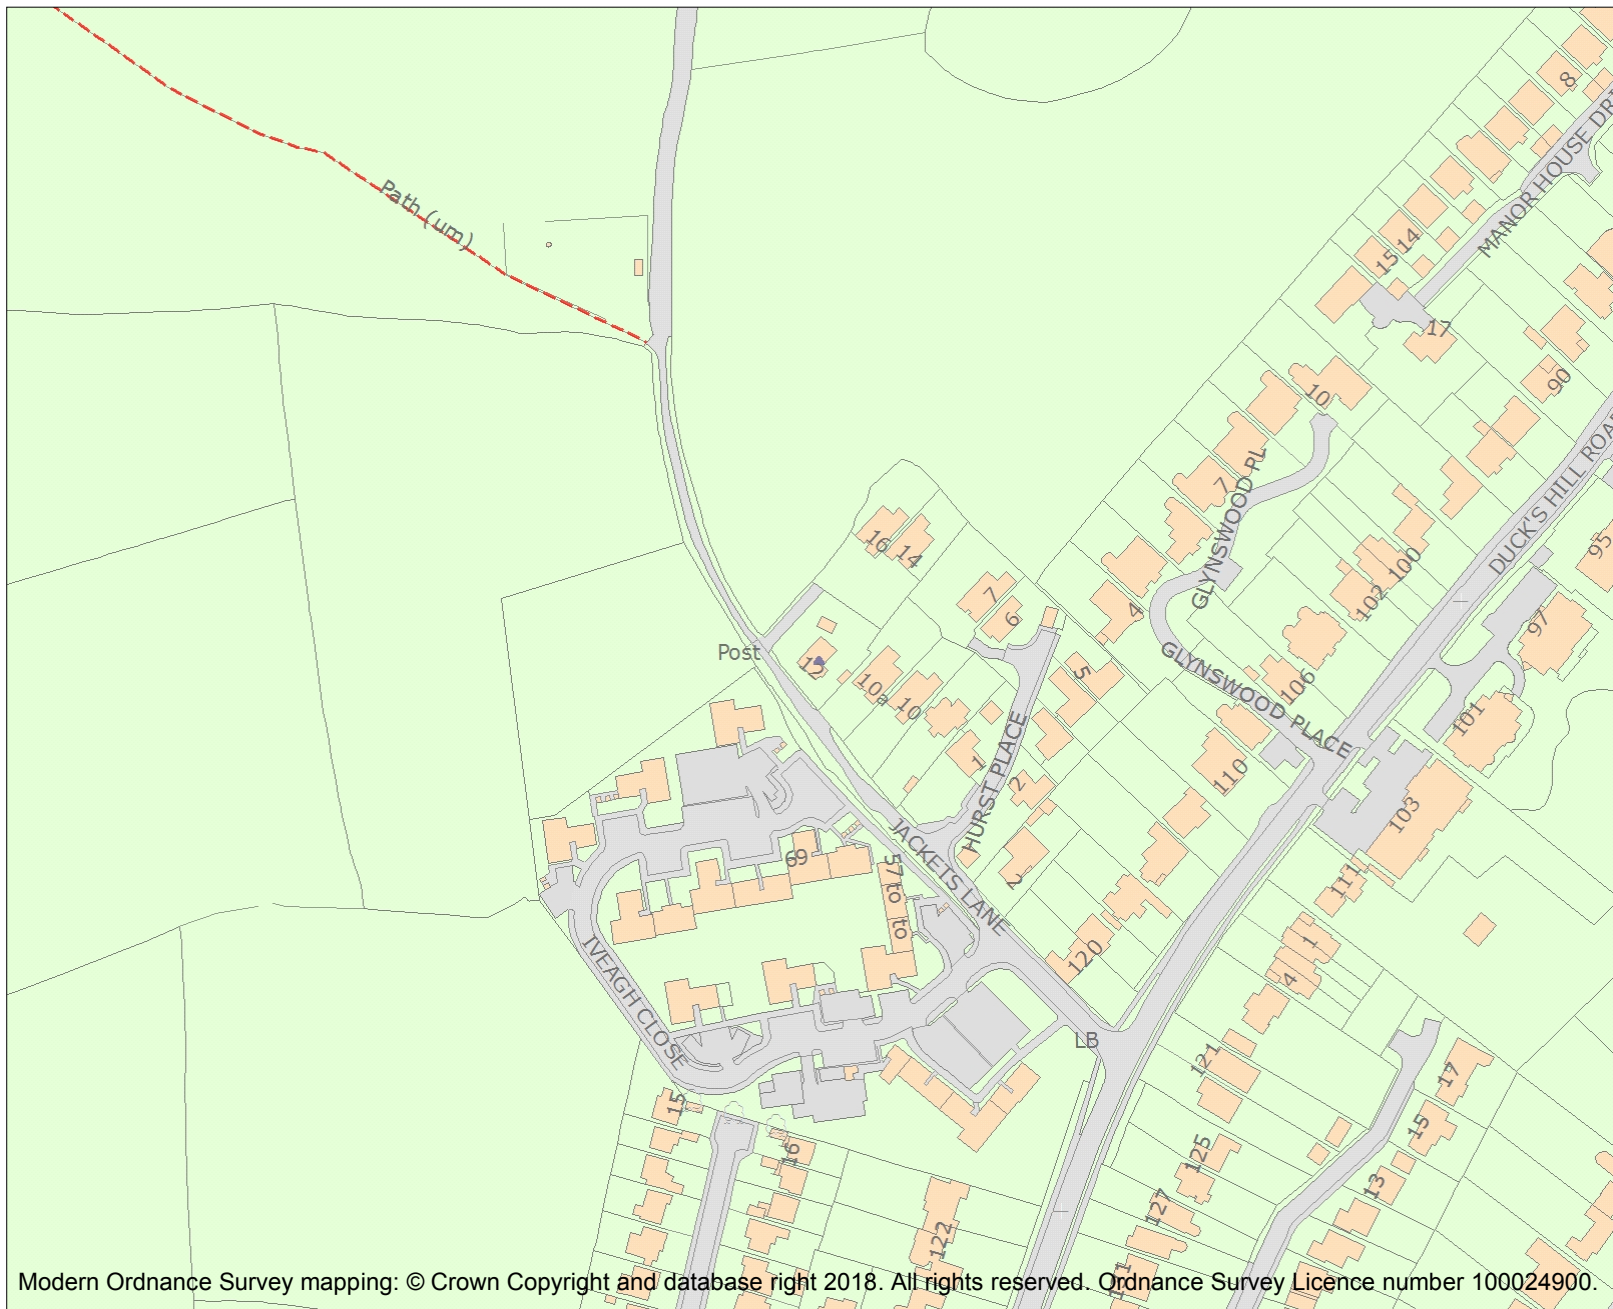 8
MANOR HOUSE DRI
Path (um)
14
15
17
90
10
DUCK'S HILL ROA
7
GLYNSWOOD PL
16
14
100
95
7
102
4
6
97
Post
12
5
GLYNSWOOD PLACE
106
10a
10
101
1
110
HURST PLACE
2
103
JACKETS LANE
69
57 to
to
2
111
120
1
4
IVEAGH CLOSE
LB
121
17
15
15
125
16
13
127
122
131
Modern Ordnance Survey mapping: © Crown Copyright and database right 2018. All rights reserved. Ordnance Survey Licence number 100024900.